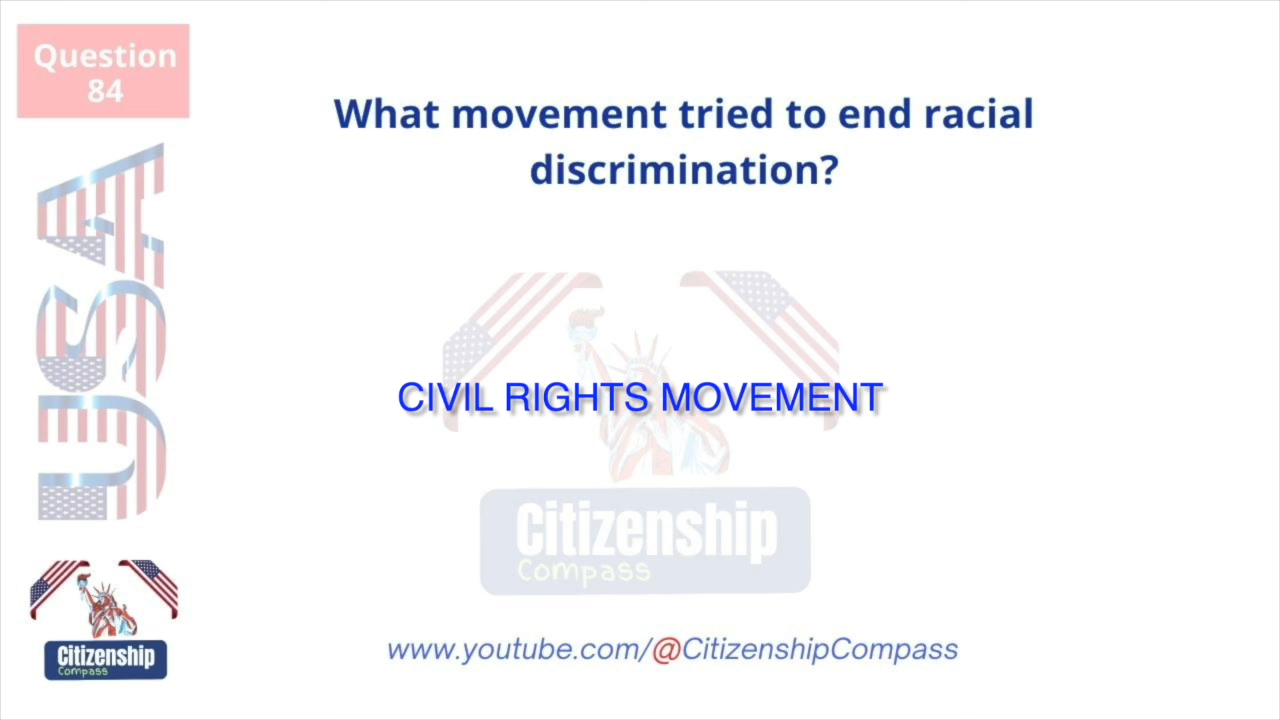 Question
84
What movement tried to end racial
discrimination?
USA
CIVIL RIGHTS MOVEMENT
Citizenship
Compass
Citizenship
Compass
www.youtube.com/@CitizenshipCompass